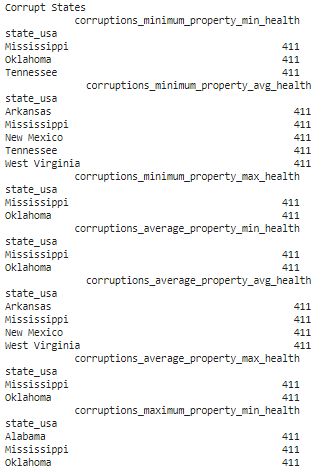 Corrupt States
corruptions_minimum_property_min_health
state_usa
Mississippi 411
Oklahoma 411
Tennessee 411
corruptions_minimum_property_avg_health
state_usa
Arkansas 411
Mississippi 411
New Mexico 411
Tennessee 411
West Virginia 411
corruptions_minimum_property_max_health
state_usa
Mississippi 411
Oklahoma 411
corruptions_average_property_min_health
state_usa
Mississippi 411
Oklahoma 411
corruptions_average_property_avg_health
state_usa
Arkansas 411
Mississippi 411
New Mexico 411
West Virginia 411
corruptions_average_property_max_health
state_usa
Mississippi 411
Oklahoma 411
corruptions_maximum_property_min_health
state_usa
Alabama 411
Mississippi 411
Oklahoma 411